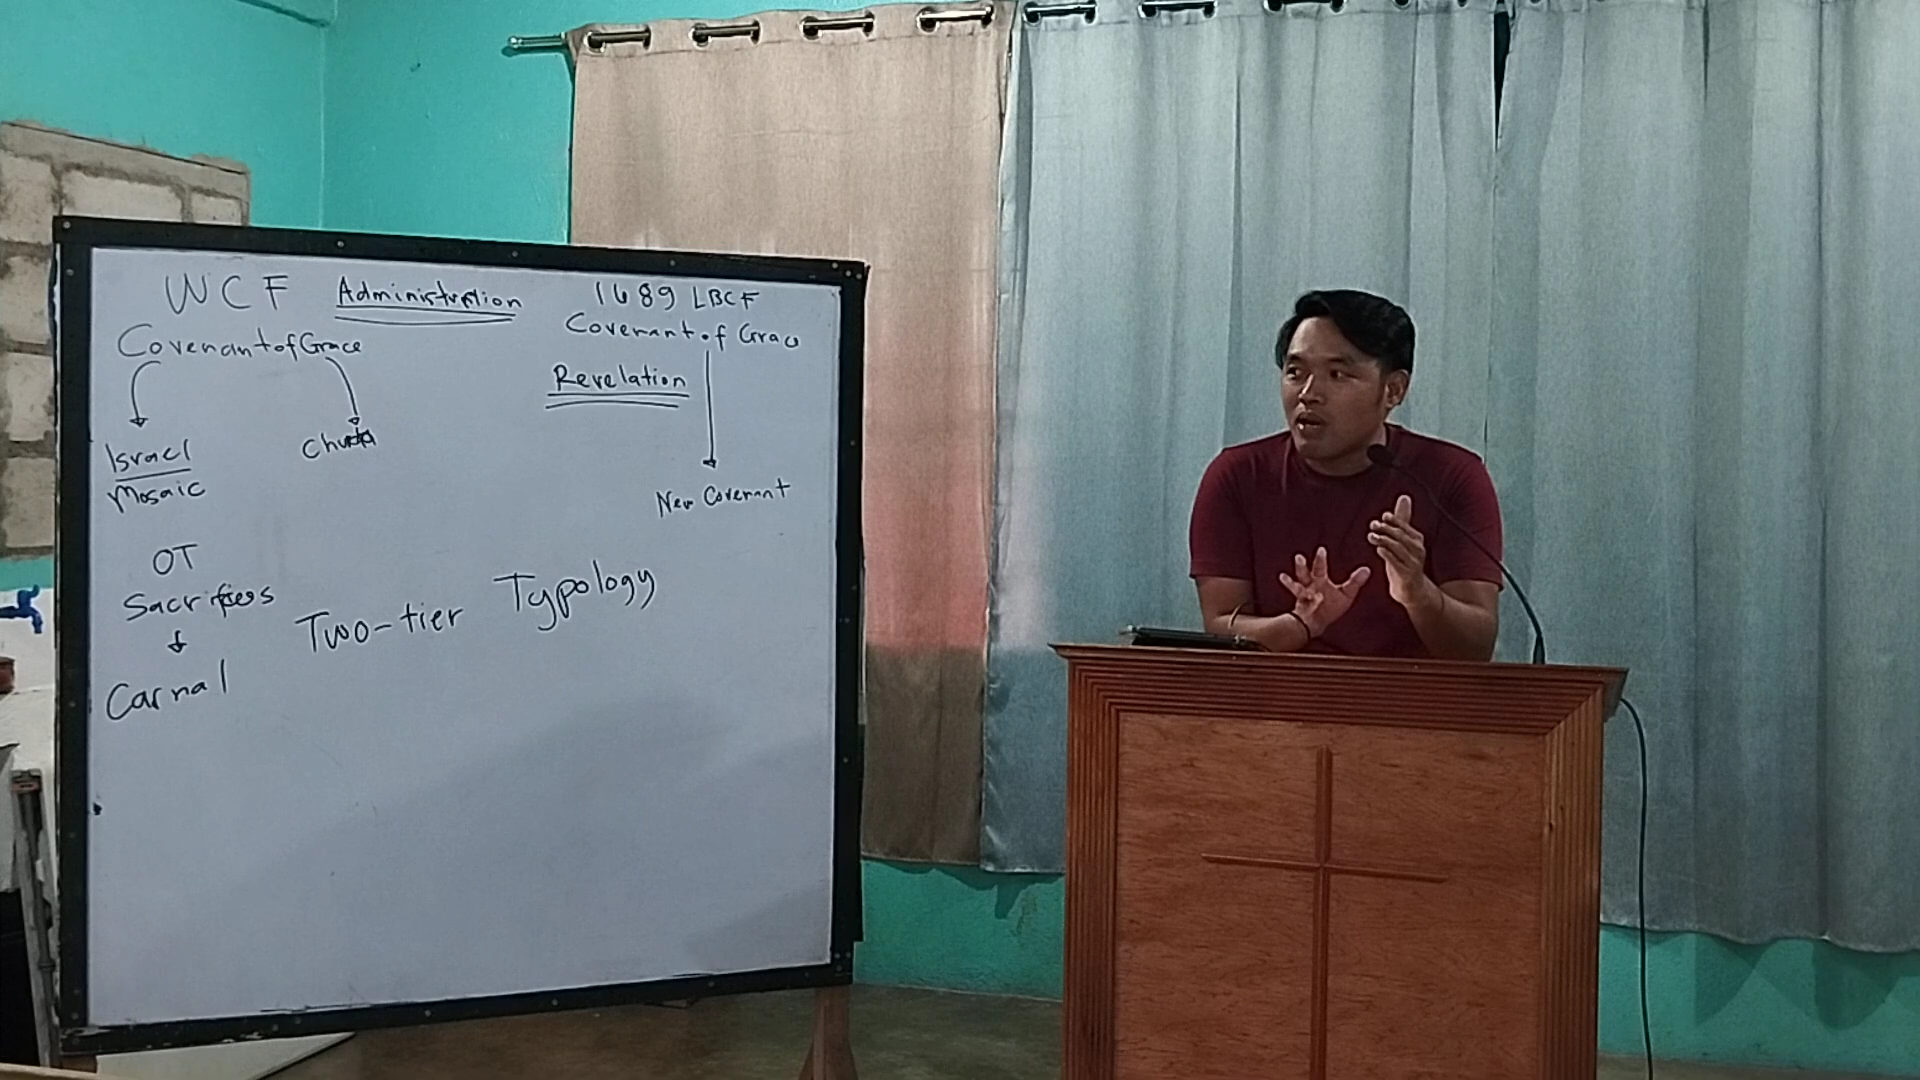 WCF Administration 1689 LBCF
Covenant of Grace Covenant of Grace
Revelation
Israel Church
Mosaic New Covenant
OT
Sacrifices Two-tier Typology
Carnal